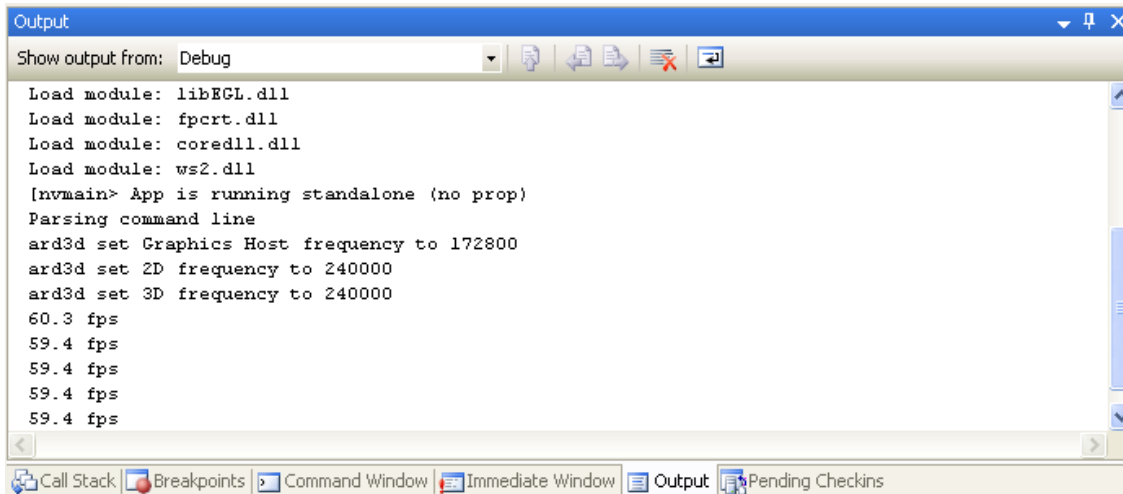 Output
Show output from: Debug
Load module: libEGL.dll
Load module: fpcrt.dll
Load module: coredll.dll
Load module: ws2.dll
[nvmain> App is running standalone (no prop)
Parsing command line
ard3d set Graphics Host frequency to 172800
ard3d set 2D frequency to 240000
ard3d set 3D frequency to 240000
60.3 fps
59.4 fps
59.4 fps
59.4 fps
59.4 fps
Call Stack Breakpoints Command Window Immediate Window Output Pending Checkins